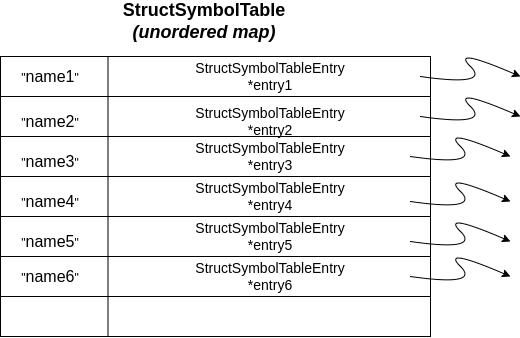 StructSymbolTable
(unordered map)
"name1"
StructSymbolTableEntry
*entry1
"name2"
StructSymbolTableEntry
*entry2
"name3"
StructSymbolTableEntry
*entry3
"name4"
StructSymbolTableEntry
*entry4
"name5"
StructSymbolTableEntry
*entry5
"name6"
StructSymbolTableEntry
*entry6